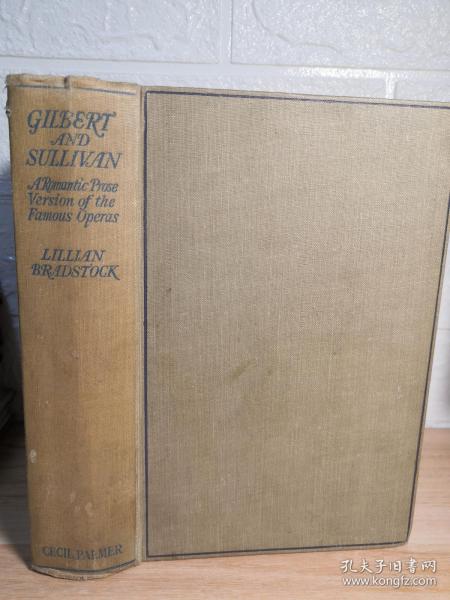 GILBERT
AND
SULLIVAN
A Romantic Prose
Version of the
Famous Operas
LILLIAN
BRADSTOCK
CECIL PALMER
孔夫子旧书网
www.kongfz.com